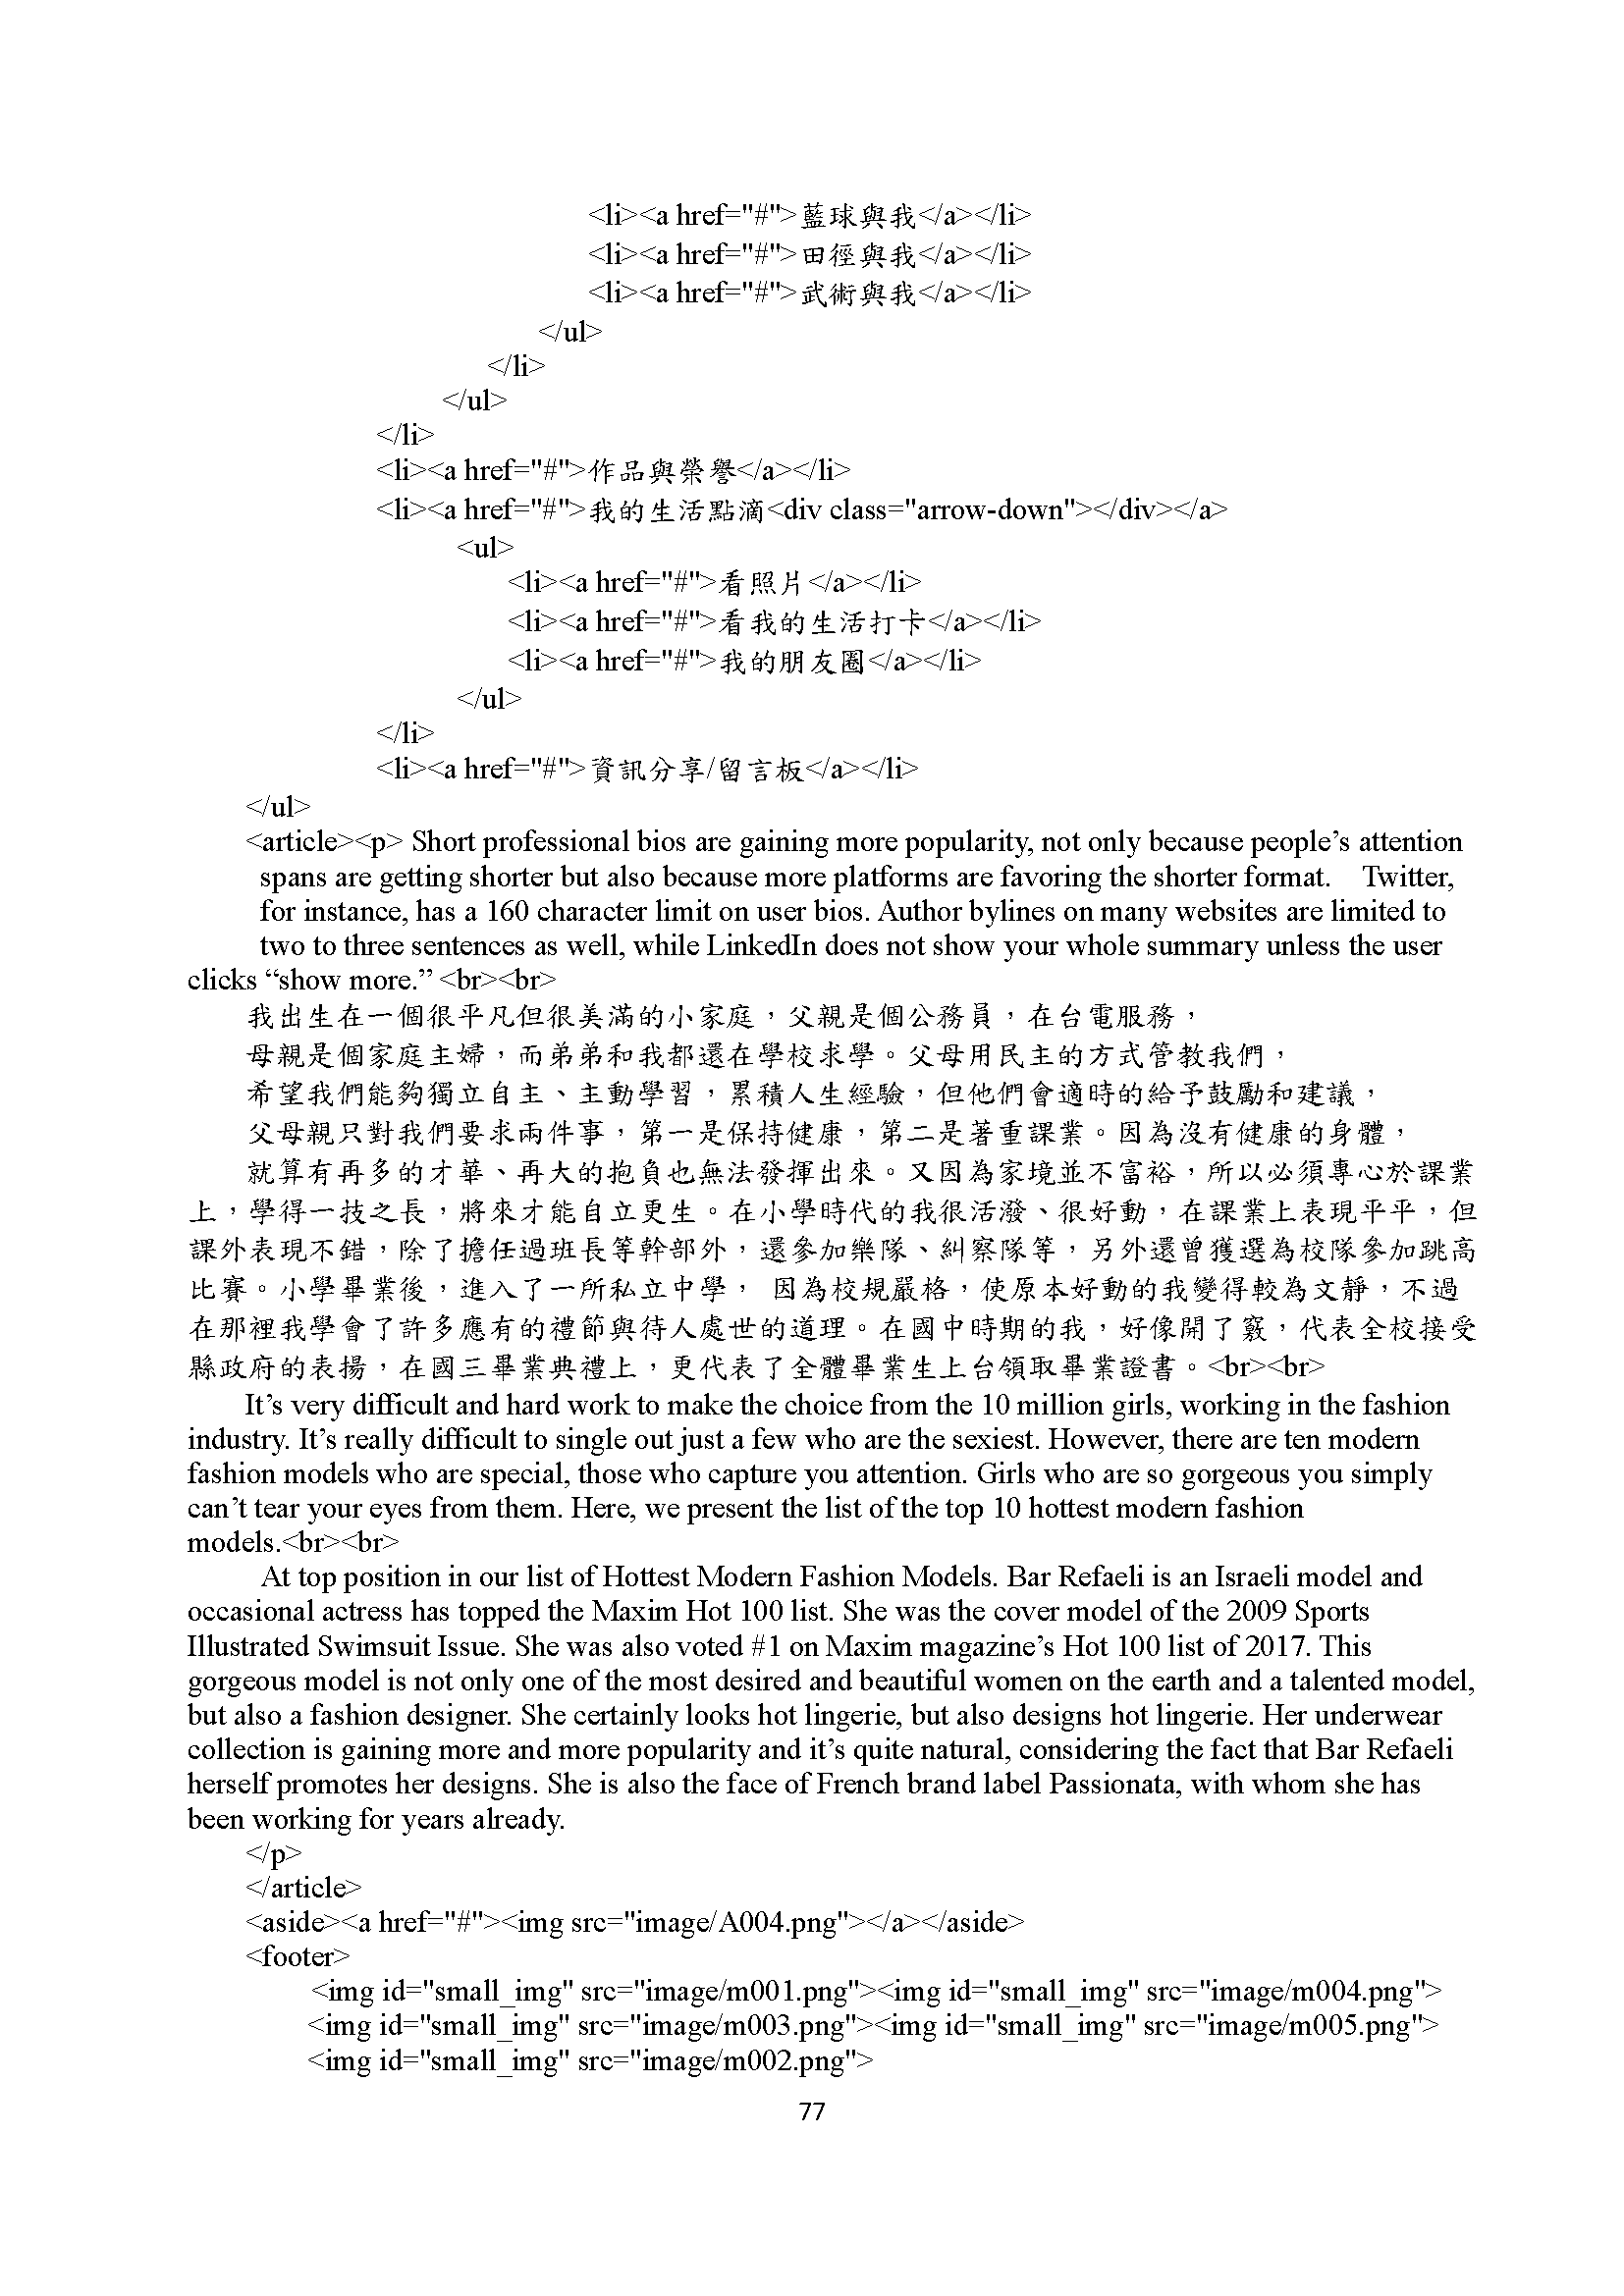 <li><a href="#">藍球與我</a></li>
<li><a href="#">田徑與我</a></li>
<li><a href="#">武術與我</a></li>
</ul>
</li>
</ul>
</li>
<li><a href="#">作品與榮譽</a></li>
<li><a href="#">我的生活點滴<div class="arrow-down"></div></a>
<ul>
<li><a href="#">看照片</a></li>
<li><a href="#">看我的生活打卡</a></li>
<li><a href="#">我的朋友圈</a></li>
</ul>
</li>
<li><a href="#">資訊分享/留言板</a></li>
</ul>
<article><p> Short professional bios are gaining more popularity, not only because people’s attention
spans are getting shorter but also because more platforms are favoring the shorter format.    Twitter,
for instance, has a 160 character limit on user bios. Author bylines on many websites are limited to
two to three sentences as well, while LinkedIn does not show your whole summary unless the user
clicks “show more.” <br><br>
我出生在一個很平凡但很美滿的小家庭，父親是個公務員，在台電服務，
母親是個家庭主婦，而弟弟和我都還在學校求學。父母用民主的方式管教我們，
希望我們能夠獨立自主、主動學習，累積人生經驗，但他們會適時的給予鼓勵和建議，
父母親只對我們要求兩件事，第一是保持健康，第二是著重課業。因為沒有健康的身體，
就算有再多的才華、再大的抱負也無法發揮出來。又因為家境並不富裕，所以必須專心於課業
上，學得一技之長，將來才能自立更生。在小學時代的我很活潑、很好動，在課業上表現平平，但
課外表現不錯，除了擔任過班長等幹部外，還參加樂隊、糾察隊等，另外還曾獲選為校隊參加跳高
比賽。小學畢業後，進入了一所私立中學， 因為校規嚴格，使原本好動的我變得較為文靜，不過
在那裡我學會了許多應有的禮節與待人處世的道理。在國中時期的我，好像開了竅，代表全校接受
縣政府的表揚，在國三畢業典禮上，更代表了全體畢業生上台領取畢業證書。<br><br>
It’s very difficult and hard work to make the choice from the 10 million girls, working in the fashion
industry. It’s really difficult to single out just a few who are the sexiest. However, there are ten modern
fashion models who are special, those who capture you attention. Girls who are so gorgeous you simply
can’t tear your eyes from them. Here, we present the list of the top 10 hottest modern fashion
models.<br><br>
At top position in our list of Hottest Modern Fashion Models. Bar Refaeli is an Israeli model and
occasional actress has topped the Maxim Hot 100 list. She was the cover model of the 2009 Sports
Illustrated Swimsuit Issue. She was also voted #1 on Maxim magazine’s Hot 100 list of 2017. This
gorgeous model is not only one of the most desired and beautiful women on the earth and a talented model,
but also a fashion designer. She certainly looks hot lingerie, but also designs hot lingerie. Her underwear
collection is gaining more and more popularity and it’s quite natural, considering the fact that Bar Refaeli
herself promotes her designs. She is also the face of French brand label Passionata, with whom she has
been working for years already.
</p>
</article>
<aside><a href="#"><img src="image/A004.png"></a></aside>
<footer>
<img id="small_img" src="image/m001.png"><img id="small_img" src="image/m004.png">
<img id="small_img" src="image/m003.png"><img id="small_img" src="image/m005.png">
<img id="small_img" src="image/m002.png">
77